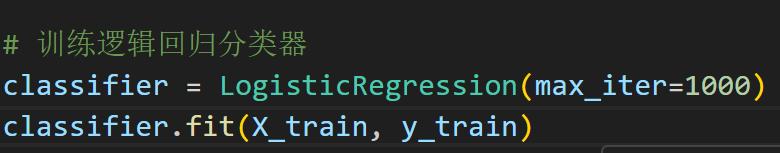 # 训练逻辑回归分类器
classifier = LogisticRegression(max_iter=1000)
classifier.fit(X_train, y_train)